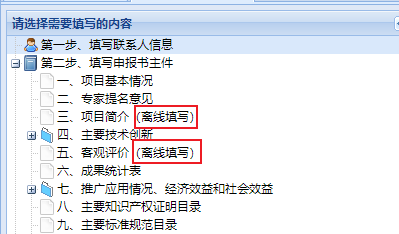 请选择需要填写的内容
第一步、填写联系人信息
第二步、填写申报书主件
一、项目基本情况
二、专家提名意见
三、项目简介（离线填写）
四、主要技术创新
五、客观评价（离线填写）
六、成果统计表
七、推广应用情况、经济效益和社会效益
八、主要知识产权证明目录
九、主要标准规范目录